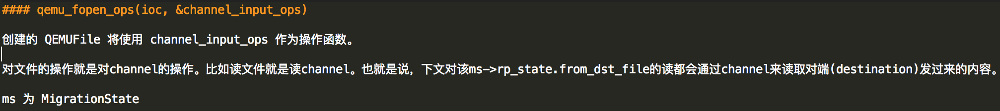 #### qemu_fopen_ops(ioc, &channel_input_ops)
创建的 QEMUFile 将使用 channel_input_ops 作为操作函数。
对文件的操作就是对channel的操作。比如读文件就是读channel。也就是说，下文对该ms->rp_state.from_dst_file的读都会通过channel来读取对端(destination)发过来的内容。
ms 为 MigrationState